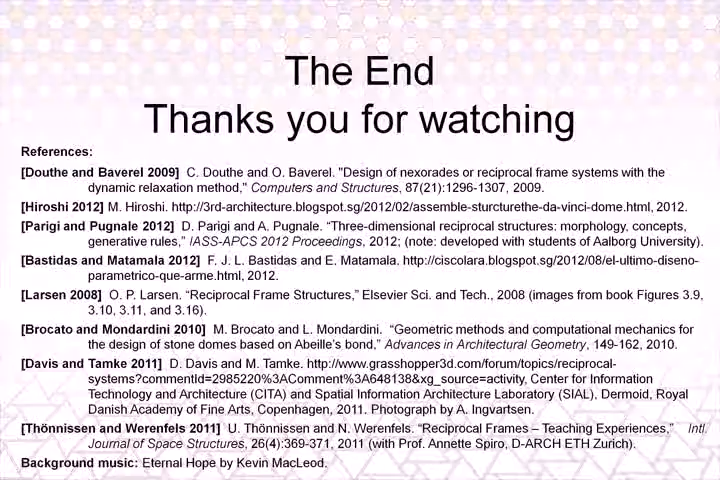 The End
Thanks you for watching
References:
[Douthe and Baverel 2009] C. Douthe and O. Baverel. "Design of nexorades or reciprocal frame systems with the
dynamic relaxation method," Computers and Structures, 87(21):1296-1307, 2009.
[Hiroshi 2012] M. Hiroshi. http://3rd-architecture.blogspot.sg/2012/02/assemble-sturcturethe-da-vinci-dome.html, 2012.
[Parigi and Pugnale 2012] D. Parigi and A. Pugnale. “Three-dimensional reciprocal structures: morphology, concepts,
generative rules,” IASS-APCS 2012 Proceedings, 2012; (note: developed with students of Aalborg University).
[Bastidas and Matamala 2012] F. J. L. Bastidas and E. Matamala. http://ciscolara.blogspot.sg/2012/08/el-ultimo-diseno-
parametrico-que-arme.html, 2012.
[Larsen 2008] O. P. Larsen. “Reciprocal Frame Structures,” Elsevier Sci. and Tech., 2008 (images from book Figures 3.9,
3.10, 3.11, and 3.16).
[Brocato and Mondardini 2010] M. Brocato and L. Mondardini. “Geometric methods and computational mechanics for
the design of stone domes based on Abeille’s bond,” Advances in Architectural Geometry, 149-162, 2010.
[Davis and Tamke 2011] D. Davis and M. Tamke. http://www.grasshopper3d.com/forum/topics/reciprocal-
systems?commentId=2985220%3AComment%3A648138&xg_source=activity, Center for Information
Technology and Architecture (CITA) and Spatial Information Architecture Laboratory (SIAL), Dermoid, Royal
Danish Academy of Fine Arts, Copenhagen, 2011. Photograph by A. Ingvartsen.
[Thönnissen and Werenfels 2011] U. Thönnissen and N. Werenfels. “Reciprocal Frames – Teaching Experiences,” Intl.
Journal of Space Structures, 26(4):369-371, 2011 (with Prof. Annette Spiro, D-ARCH ETH Zurich).
Background music: Eternal Hope by Kevin MacLeod.